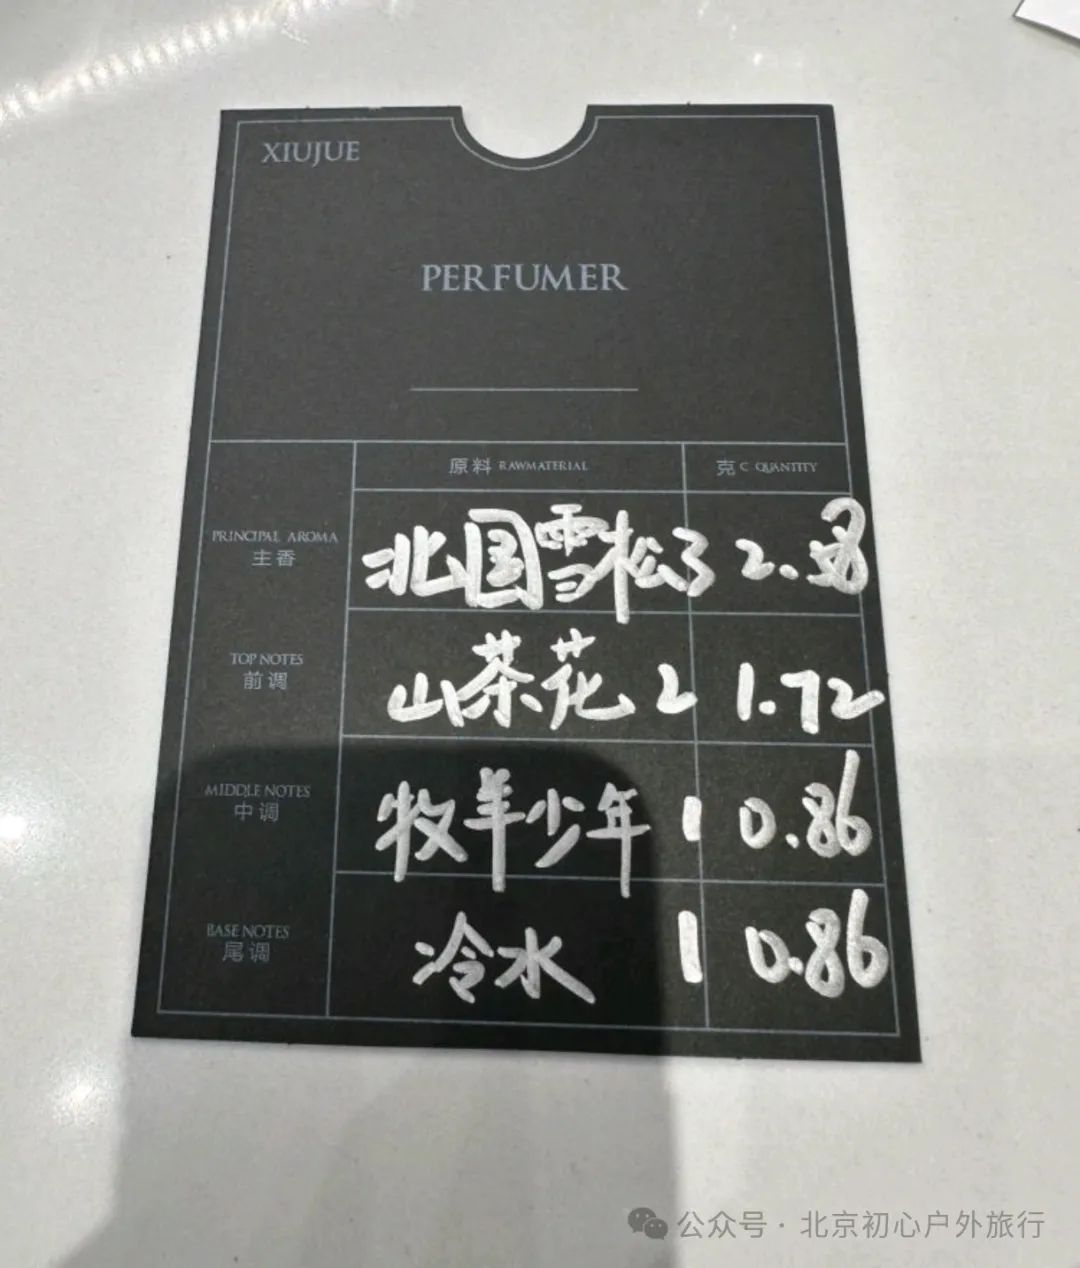 XIUJUE
PERFUMER
原料 RAWMATERIAL 克 C QUANTITY
PRINCIPAL AROMA
主香
北国雪松 3 2.
TOP NOTES
前调
山茶花 2 1.72
MIDDLE NOTES
中调
牧羊少年 1 0.86
BASE NOTES
尾调
冷水 1 0.86
公众号·北京初心户外旅行